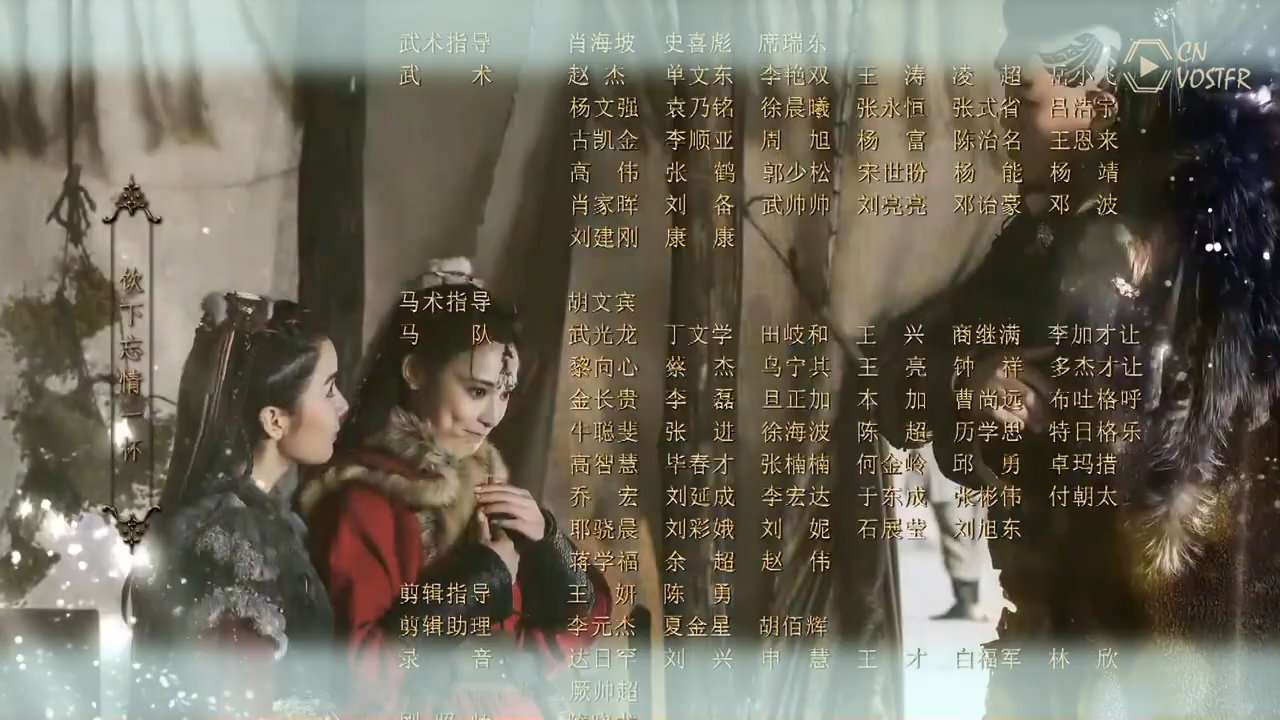 武术指导 肖海坡 史喜彪 席瑞东
武术 赵杰 单文东 李艳双 王涛 凌超 岳小飞
杨文强 袁乃铭 徐晨曦 张永恒 张式省 吕浩宇
古凯金 李顺亚 周旭 杨富 陈治名 王恩来
高伟 张鹤 郭少松 宋世盼 杨能 杨靖
肖家晖 刘备 武帅帅 刘亮亮 邓诒豪 邓波
刘建刚 康康
马术指导 胡文宾
马队 武光龙 丁文学 田岐和 王兴 商继满 李加才让
黎向心 蔡杰 乌宁其 王亮 钟祥 多杰才让
金长贵 李磊 旦正加 本加 曹尚远 布吐格呼
牛聪斐 张进 徐海波 陈超 历学思 特日格乐
高智慧 毕春才 张楠楠 何金岭 邱勇 卓玛措
乔宏 刘延成 李宏达 于东成 张彬伟 付朝太
耶骁晨 刘彩娥 刘妮 石展莹 刘旭东
蒋学福 余超 赵伟
剪辑指导 王妍 陈勇
剪辑助理 李元杰 夏金星 胡佰辉
录音 达日罕 刘兴 申慧 王才 白福军 林欣
厥帅超
饮下忘情一杯
CN
VOSTFR